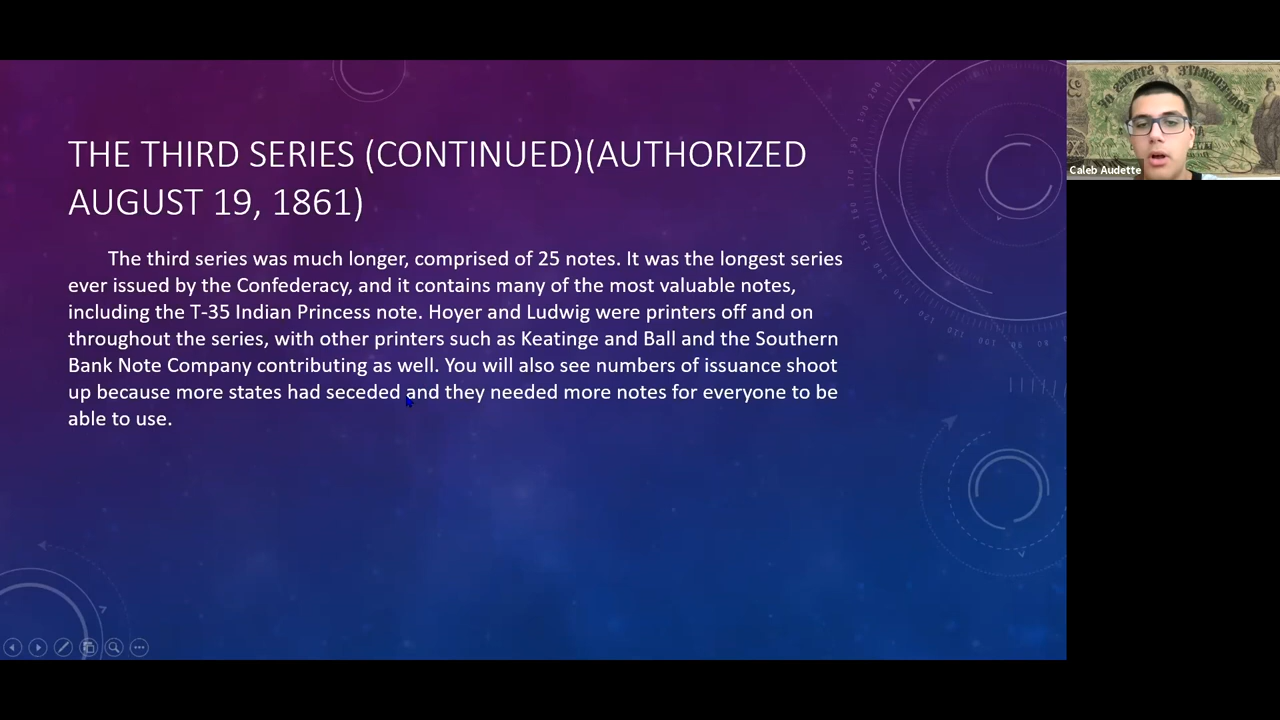 THE THIRD SERIES (CONTINUED)(AUTHORIZED
AUGUST 19, 1861)
The third series was much longer, comprised of 25 notes. It was the longest series
ever issued by the Confederacy, and it contains many of the most valuable notes,
including the T-35 Indian Princess note. Hoyer and Ludwig were printers off and on
throughout the series, with other printers such as Keatinge and Ball and the Southern
Bank Note Company contributing as well. You will also see numbers of issuance shoot
up because more states had seceded and they needed more notes for everyone to be
able to use.
Caleb Audette